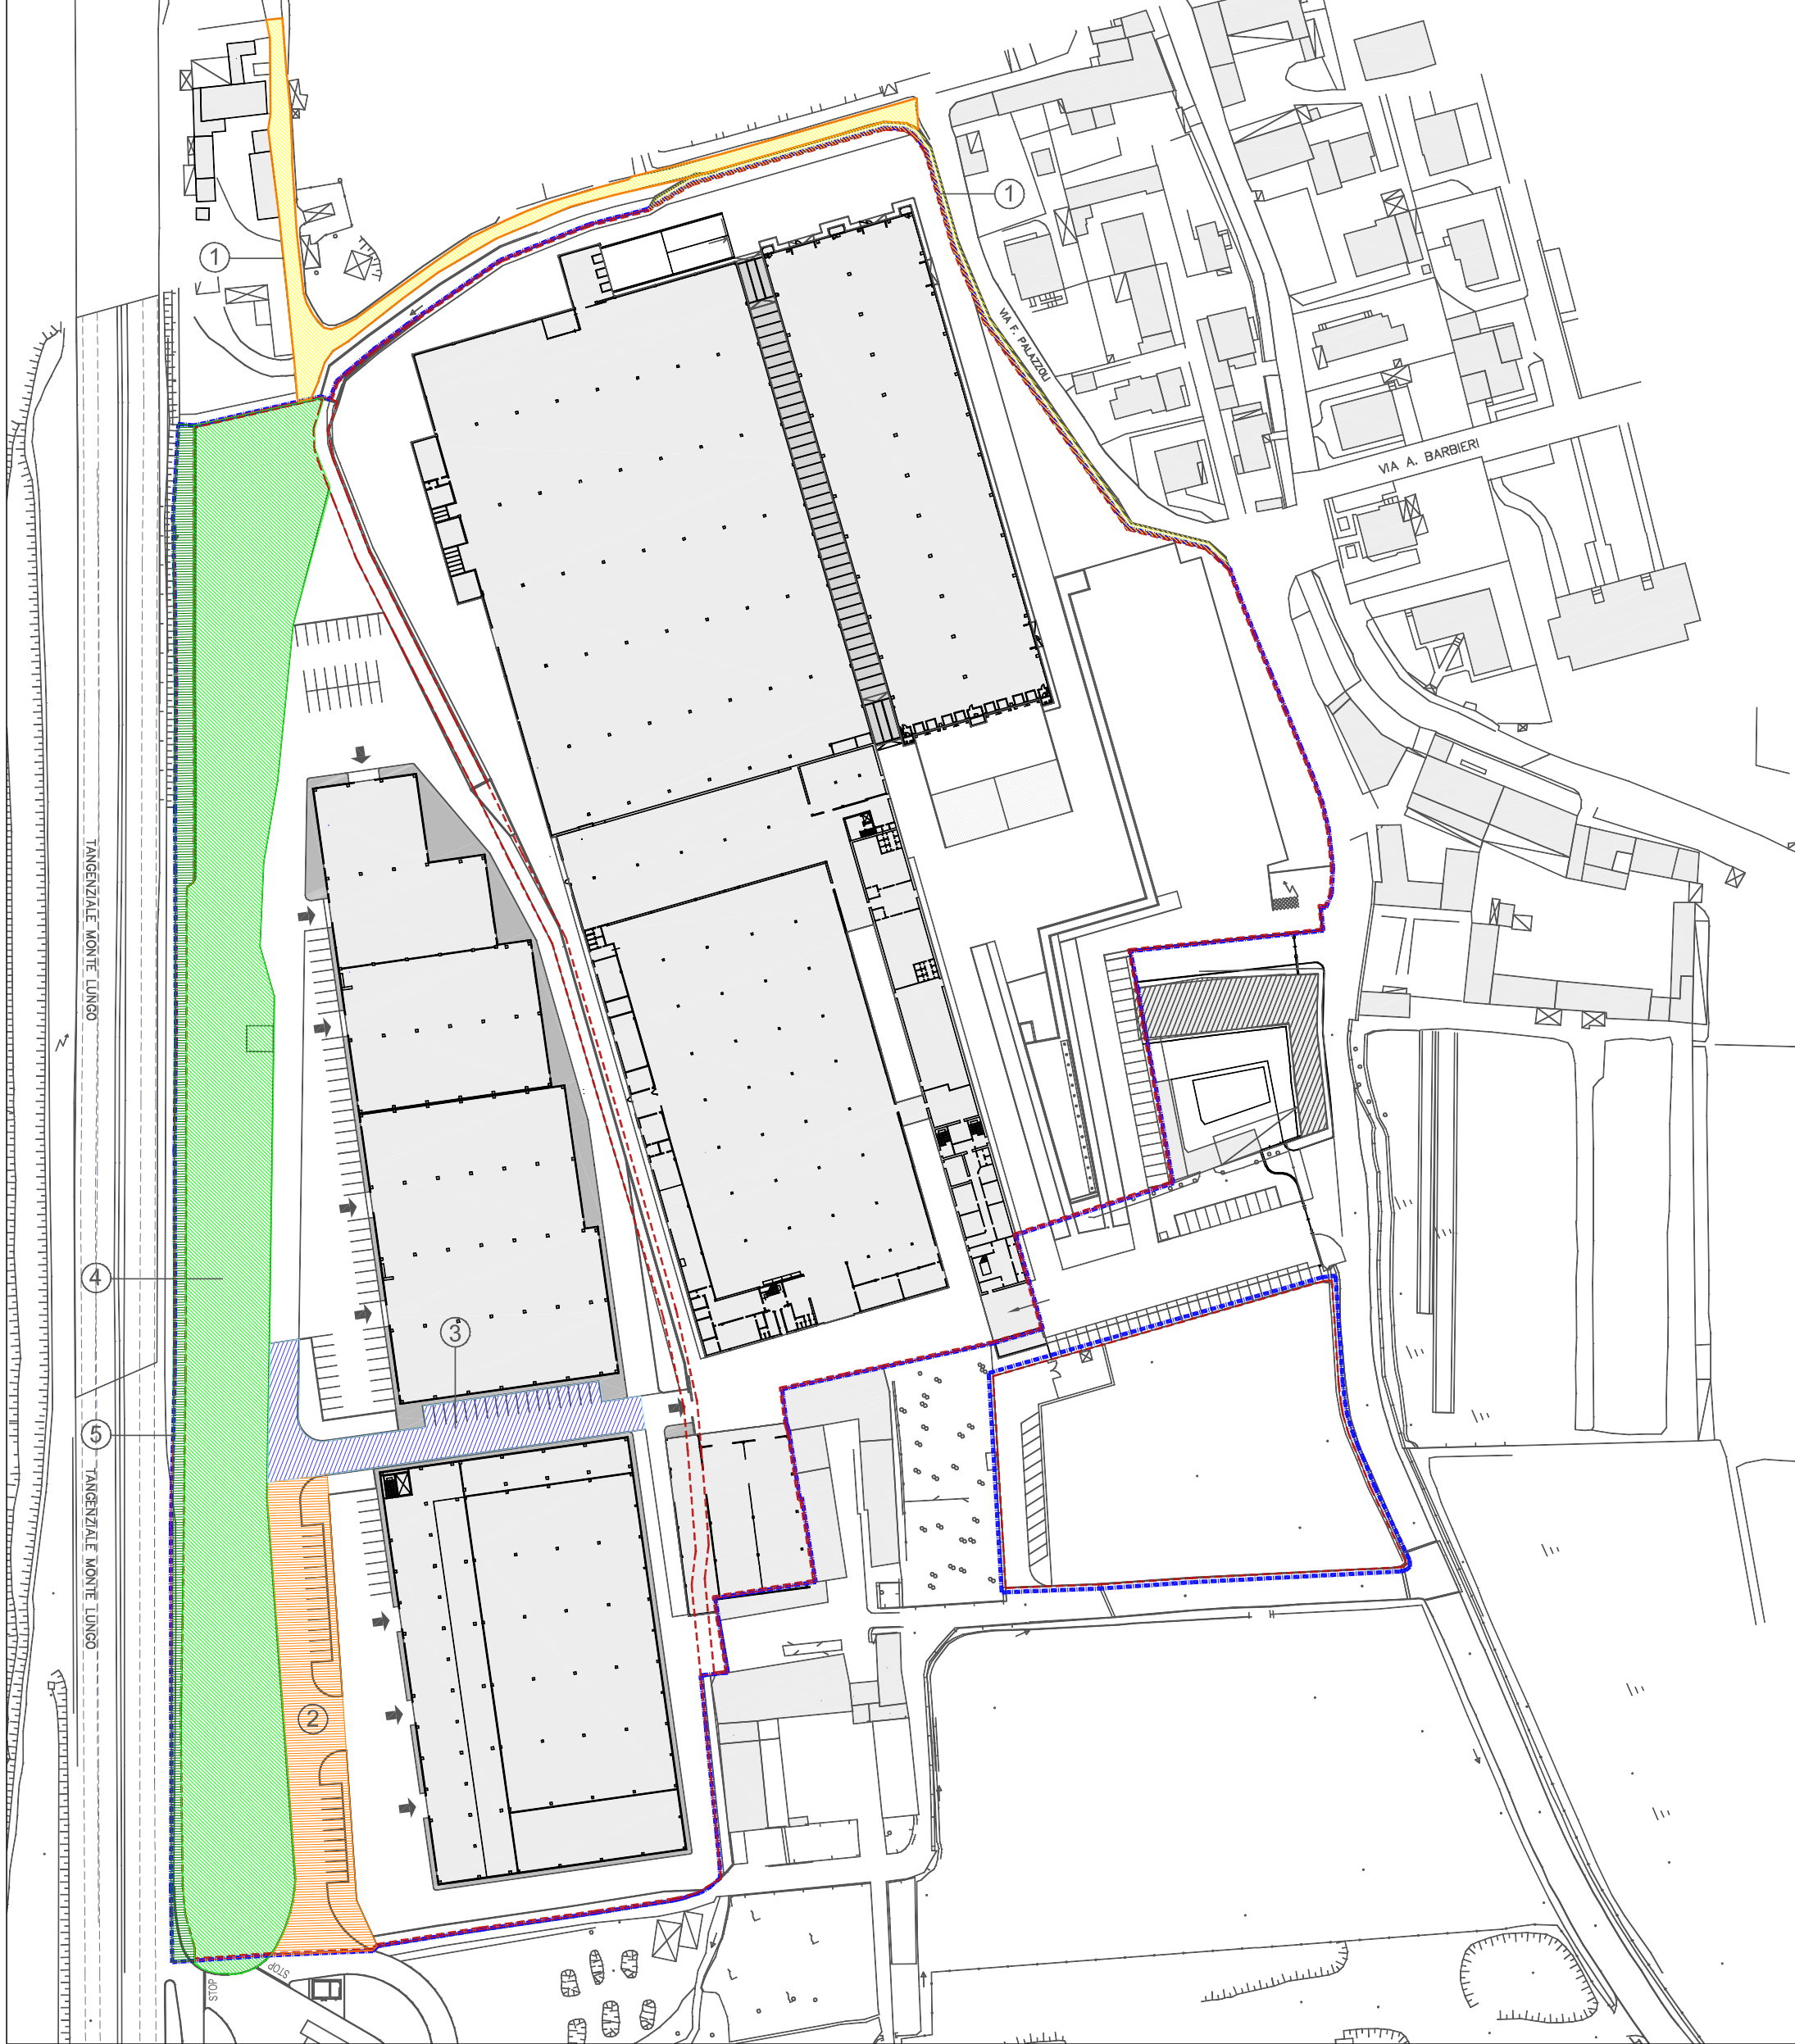 1
1
VIA F. PALAZZOLI
VIA A. BARBIERI
TANGENZIALE MONTE LUNGO
4
3
5
TANGENZIALE MONTE LUNGO
2
STOP
STOP